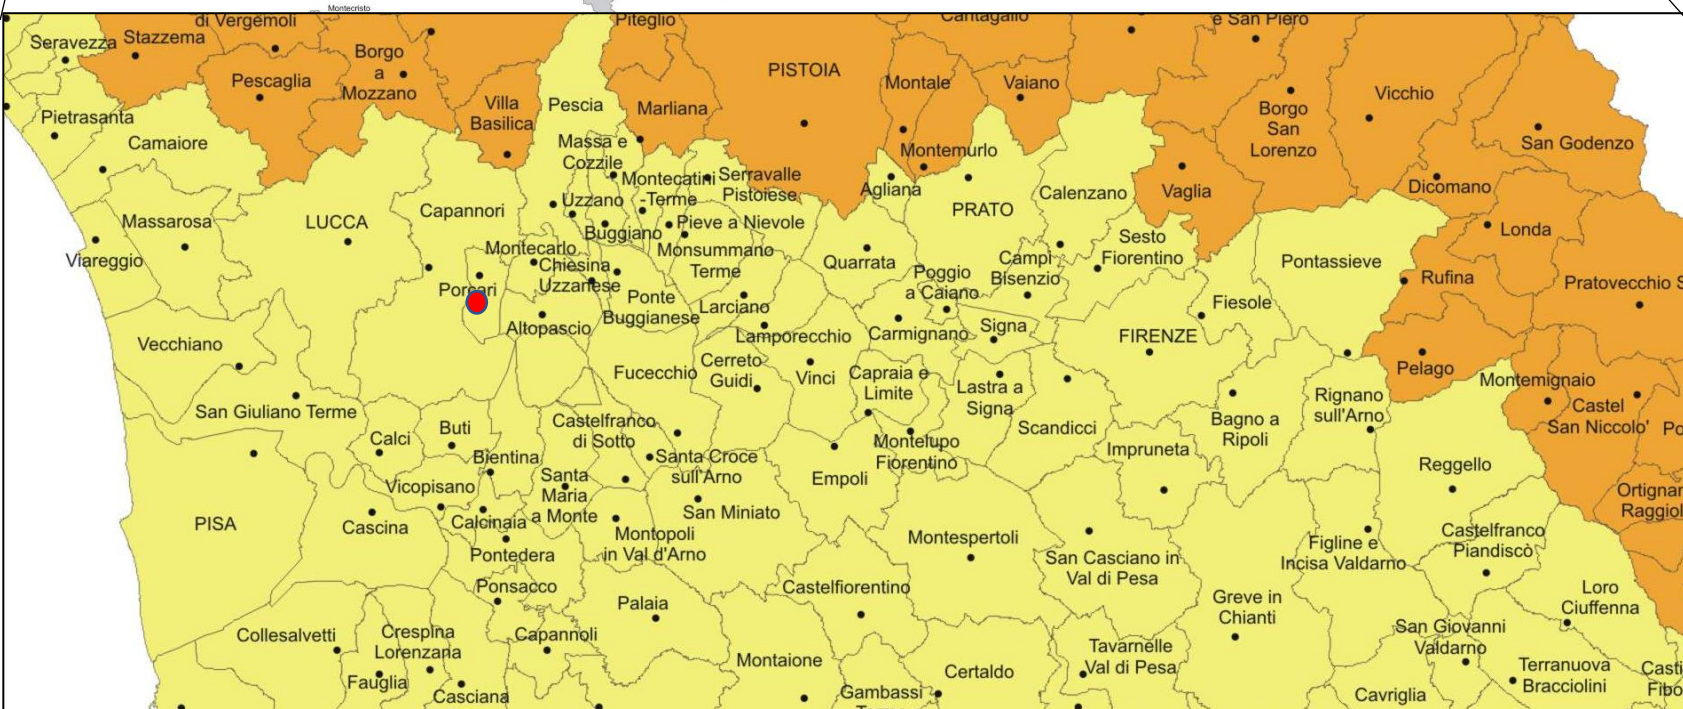 Montecristo
di Vergemoli
Piteglio
Cantagallo
e San Piero
Seravezza
Stazzema
Borgo
a
Mozzano
Pescaglia
PISTOIA
Montale
Vaiano
Vicchio
Villa
Basilica
Pescia
Marliana
Borgo
San
Lorenzo
Pietrasanta
Camaiore
San Godenzo
Massa e
Cozzile
Montemurlo
Montecatini
-Terme
Serravalle
Pistoiese
Agliana
Calenzano
Vaglia
Dicomano
Massarosa
LUCCA
Capannori
Uzzano
PRATO
Buggiano
Pieve a Nievole
Londa
Viareggio
Montecarlo
Monsummano
Terme
Sesto
Fiorentino
Chiesina
Uzzanese
Quarrata
Poggio
a Caiano
Campi
Bisenzio
Pontassieve
Rufina
Pratovecchio S
Porcari
Ponte
Buggianese
Larciano
Fiesole
Altopascio
Lamporecchio
Carmignano
Signa
FIRENZE
Vecchiano
Fucecchio
Cerreto
Guidi
Vinci
Capraia e
Limite
Lastra a
Signa
Pelago
Montemignaio
San Giuliano Terme
Rignano
sull'Arno
Castel
San Niccolo'
Po
Calci
Buti
Castelfranco
di Sotto
Montelupo
Fiorentino
Scandicci
Bagno a
Ripoli
Impruneta
Bientina
Santa Croce
sull'Arno
Empoli
Reggello
Vicopisano
Santa
Maria
a Monte
Ortignan
Raggiol
PISA
Cascina
Calcinaia
San Miniato
Pontedera
Montopoli
in Val d'Arno
Montespertoli
San Casciano in
Val di Pesa
Figline e
Incisa Valdarno
Castelfranco
Piandiscò
Ponsacco
Castelfiorentino
Palaia
Greve in
Chianti
Loro
Ciuffenna
Collesalvetti
Crespina
Lorenzana
Capannoli
San Giovanni
Valdarno
Montaione
Certaldo
Tavarnelle
Val di Pesa
Terranuova
Bracciolini
Casti
Fibo
Fauglia
Casciana
Gambassi
Cavriglia